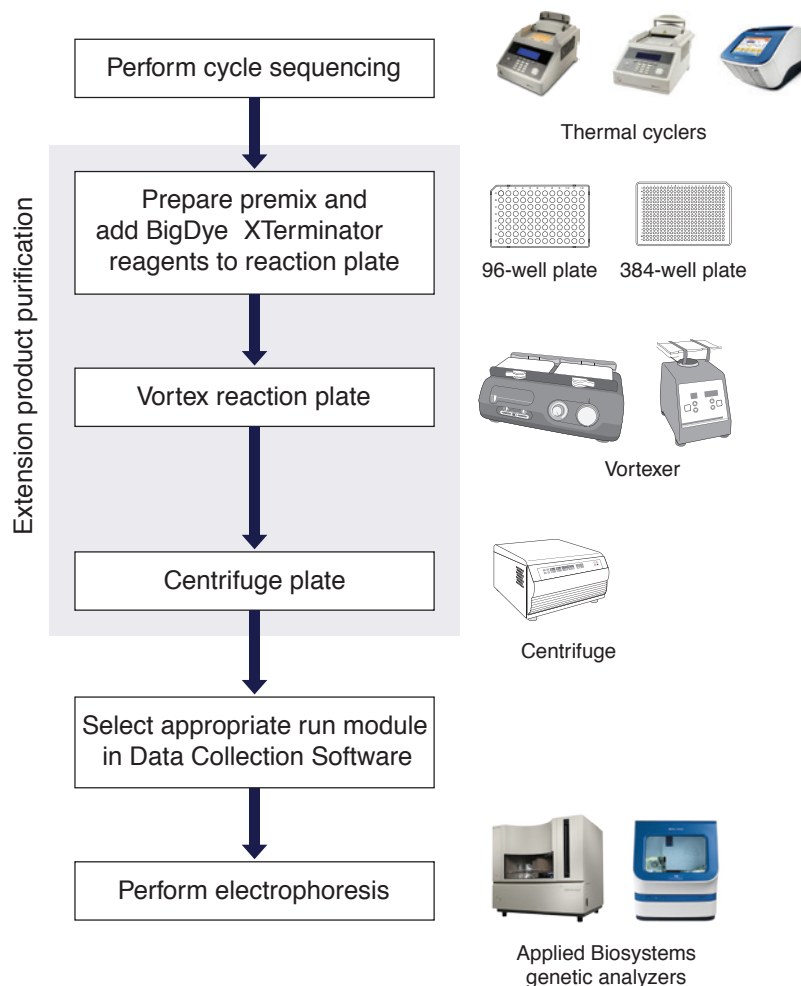 Perform cycle sequencing
Thermal cyclers
Extension product purification
Prepare premix and
add BigDye XTerminator
reagents to reaction plate
96-well plate
384-well plate
Vortex reaction plate
Vortexer
Centrifuge plate
Centrifuge
Select appropriate run module
in Data Collection Software
Perform electrophoresis
Applied Biosystems
genetic analyzers